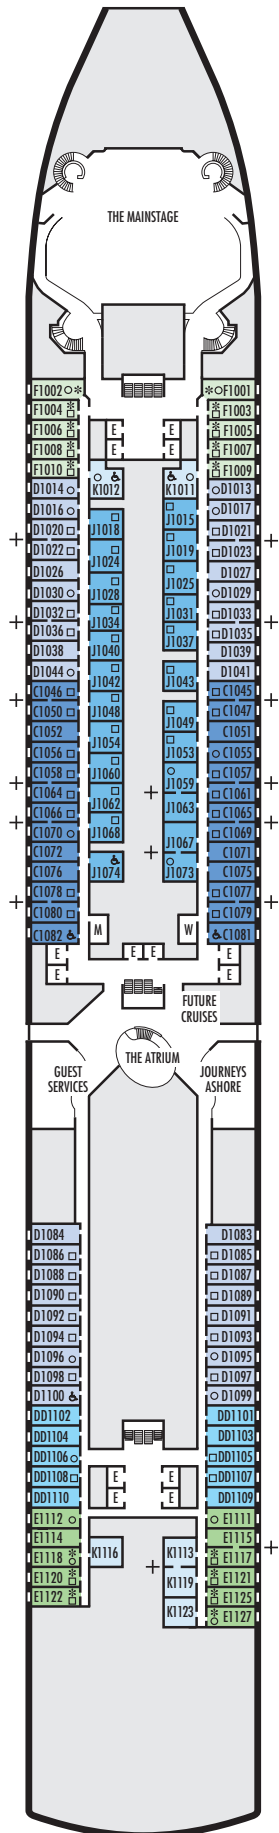 THE MAINSTAGE
F1002
F1001
F1004
F1003
E
E
F1006
F1005
F1008
E
E
F1007
F1010
F1009
D1014
K1012
K1011
D1013
D1016
J1015
D1017
D1020
J1018
D1021
D1022
J1019
D1023
D1026
J1024
D1027
D1030
J1028
J1025
D1029
D1032
J1034
J1031
D1033
D1036
J1040
J1037
D1035
D1038
D1039
D1044
J1042
J1043
D1041
C1046
C1045
C1050
J1048
J1049
C1047
C1052
J1054
C1051
C1056
J1053
C1055
C1058
J1060
J1059
C1057
C1064
J1062
J1063
C1061
C1066
C1065
C1070
J1068
C1069
C1072
J1067
C1071
C1076
J1074
J1073
C1075
C1078
C1077
C1080
C1079
C1082
M
W
C1081
E
E
E
E
E
E
FUTURE
CRUISES
GUEST
SERVICES
THE ATRIUM
JOURNEYS
ASHORE
D1084
D1083
D1086
D1085
D1088
D1087
D1090
D1089
D1092
D1091
D1094
D1093
D1096
D1095
D1098
D1097
D1100
D1099
DD1102
DD1101
DD1104
DD1103
DD1106
DD1105
DD1108
E
E
DD1107
DD1110
E
E
DD1109
E1112
E1111
E1114
E1115
E1118
K1116
K1113
E1117
E1120
K1119
E1121
E1122
E1125
K1123
E1127